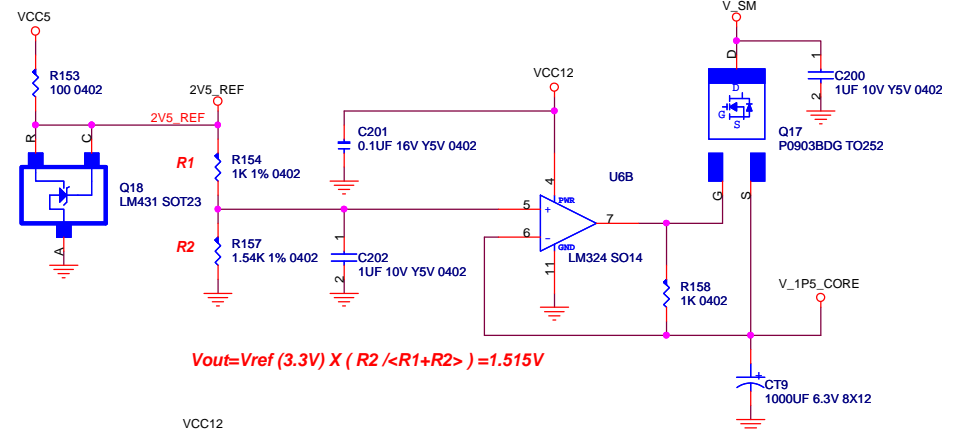 VCC5
R153
100 0402
2V5_REF
2V5_REF
R
C
Q18
LM431 SOT23
A
R1
R154
1K 1% 0402
R2
R157
1.54K 1% 0402
C201
0.1UF 16V Y5V 0402
1
C202
1UF 10V Y5V 0402
2
VCC12
4
U6B
PWR
5
+
6
-
7
GND
LM324 SO14
11
R158
1K 0402
V_SM
D
D
G
S
Q17
P0903BDG TO252
G
S
1
C200
1UF 10V Y5V 0402
2
V_1P5_CORE
+
CT9
1000UF 6.3V 8X12
Vout=Vref (3.3V) X ( R2 /<R1+R2> ) =1.515V
VCC12